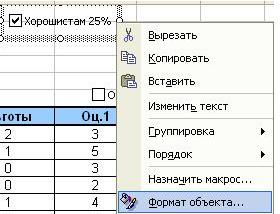 Хорошистам 25%
Вырезать
Копировать
Вставить
Изменить текст
Группировка
Порядок
Назначить макрос...
Формат объекта...
Оц.1
2 3
1 5
0 3
0 2
1 4